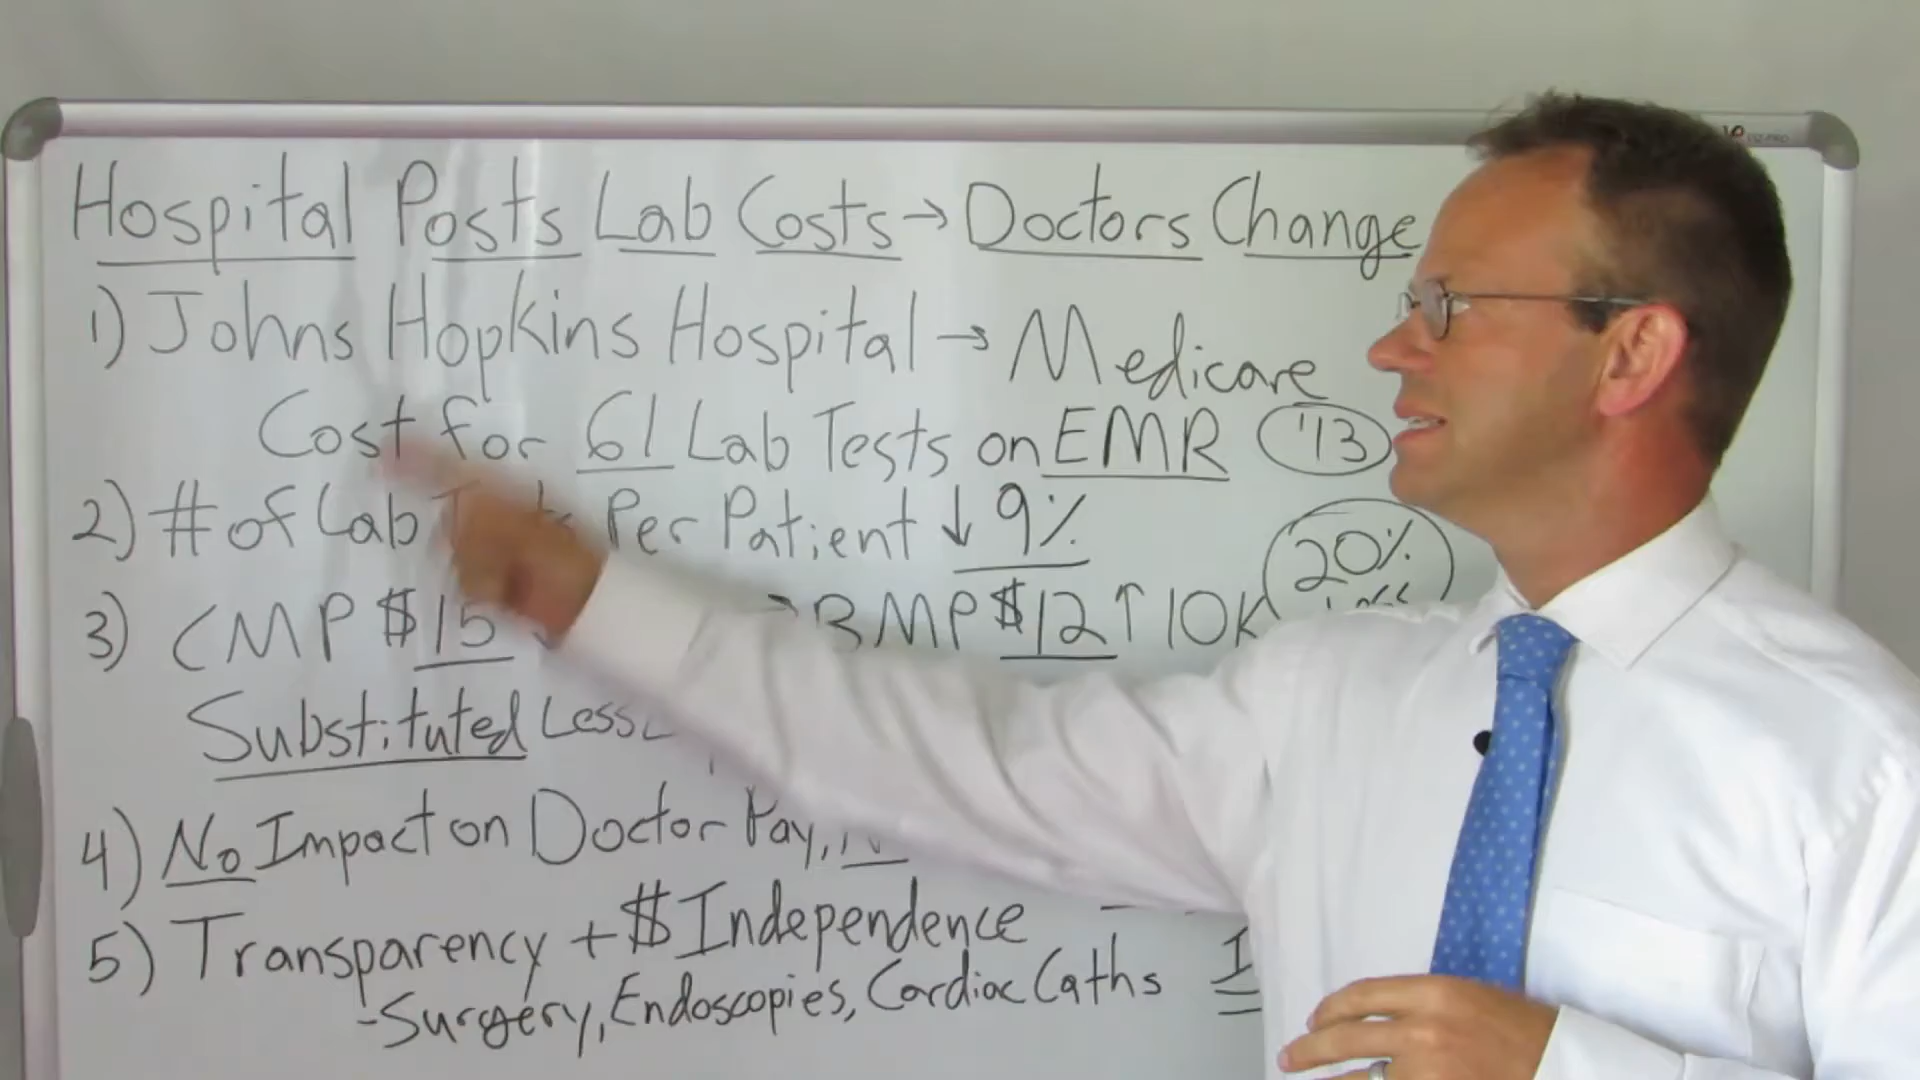 Hospital Posts Lab Costs → Doctors Change
1) Johns Hopkins Hospital → Medicare
Cost for 61 Lab Tests on EMR '13
2) # of Lab Per Patient ↓ 9%
20%
3) CMP $15 → BMP $12 ↑ 10K
Substituted Less
4) No Impact on Doctor Pay,
5) Transparency + $ Independence
- Surgery, Endoscopies, Cardiac Caths